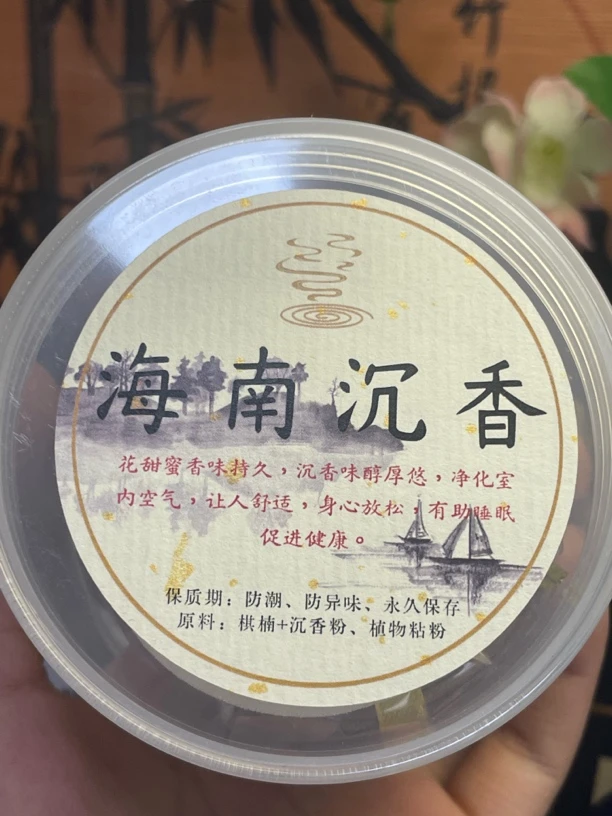 海南沉香
花甜蜜香味持久，沉香味醇厚悠，净化室
内空气，让人舒适，身心放松，有助睡眠
促进健康。
保质期：防潮、防异味、永久保存
原料：棋楠+沉香粉、植物粘粉